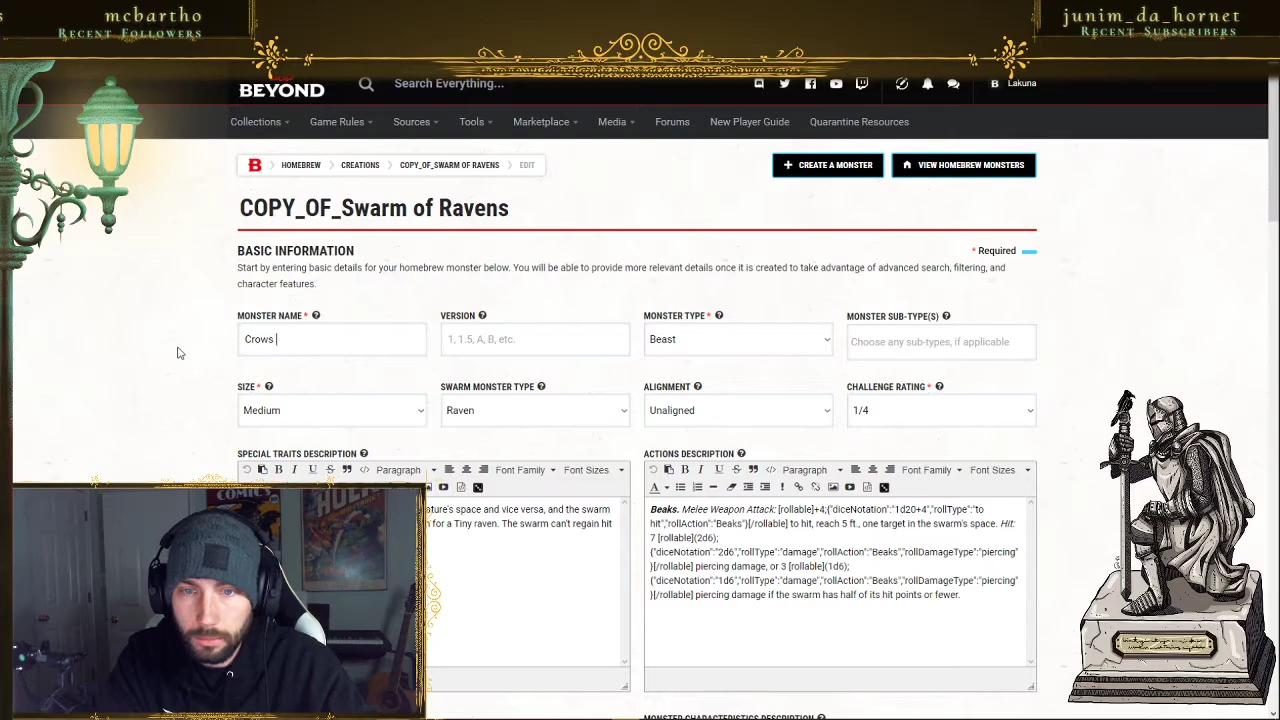 mcbartho
Recent Followers
junim_da_hornet
Recent Subscribers
BEYOND
Search Everything...
Lakuna
Collections
Game Rules
Sources
Tools
Marketplace
Media
Forums
New Player Guide
Quarantine Resources
HOMEBREW
CREATIONS
COPY_OF_SWARM OF RAVENS
EDIT
+ CREATE A MONSTER
VIEW HOMEBREW MONSTERS
COPY_OF_Swarm of Ravens
BASIC INFORMATION
* Required
Start by entering basic details for your homebrew monster below. You will be able to provide more relevant details once it is created to take advantage of advanced search, filtering, and
character features.
MONSTER NAME *
VERSION
MONSTER TYPE *
MONSTER SUB-TYPE(S)
Crows
1, 1.5, A, B, etc.
Beast
Choose any sub-types, if applicable
SIZE *
SWARM MONSTER TYPE
ALIGNMENT
CHALLENGE RATING *
Medium
Raven
Unaligned
1/4
SPECIAL TRAITS DESCRIPTION
ACTIONS DESCRIPTION
B I U S Paragraph Font Family Font Sizes
B I U S Paragraph Font Family Font Sizes
ature's space and vice versa, and the swarm
n for a Tiny raven. The swarm can't regain hit
Beaks. Melee Weapon Attack: [rollable]+4;{"diceNotation":"1d20+4","rollType":"to
hit","rollAction":"Beaks"}[/rollable] to hit, reach 5 ft., one target in the swarm's space. Hit:
7 [rollable](2d6);
{"diceNotation":"2d6","rollType":"damage","rollAction":"Beaks","rollDamageType":"piercing"
}[/rollable] piercing damage, or 3 [rollable](1d6);
{"diceNotation":"1d6","rollType":"damage","rollAction":"Beaks","rollDamageType":"piercing"
}[/rollable] piercing damage if the swarm has half of its hit points or fewer.
MONSTER CHARACTERISTICS DESCRIPTION